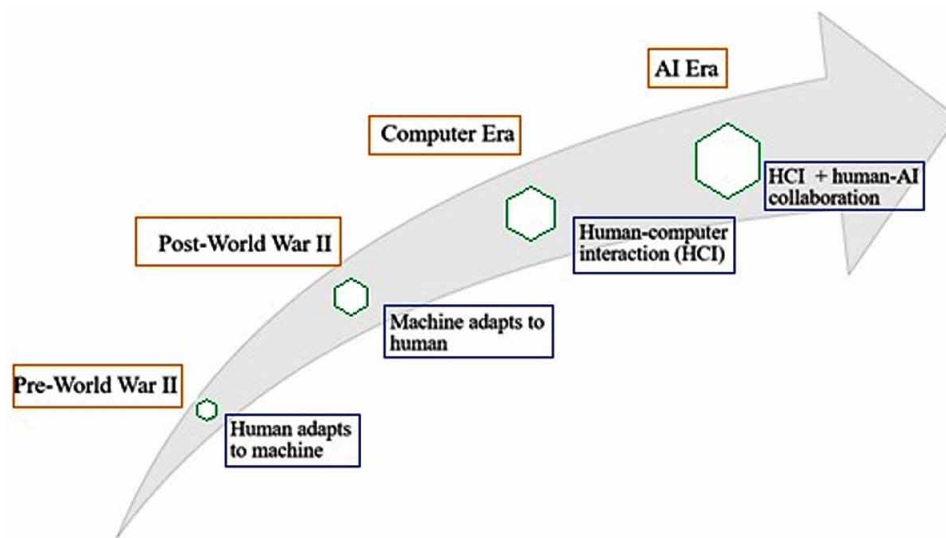 AI Era
Computer Era
HCI + human-AI
collaboration
Post-World War II
Human-computer
interaction (HCI)
Machine adapts to
human
Pre-World War II
Human adapts
to machine